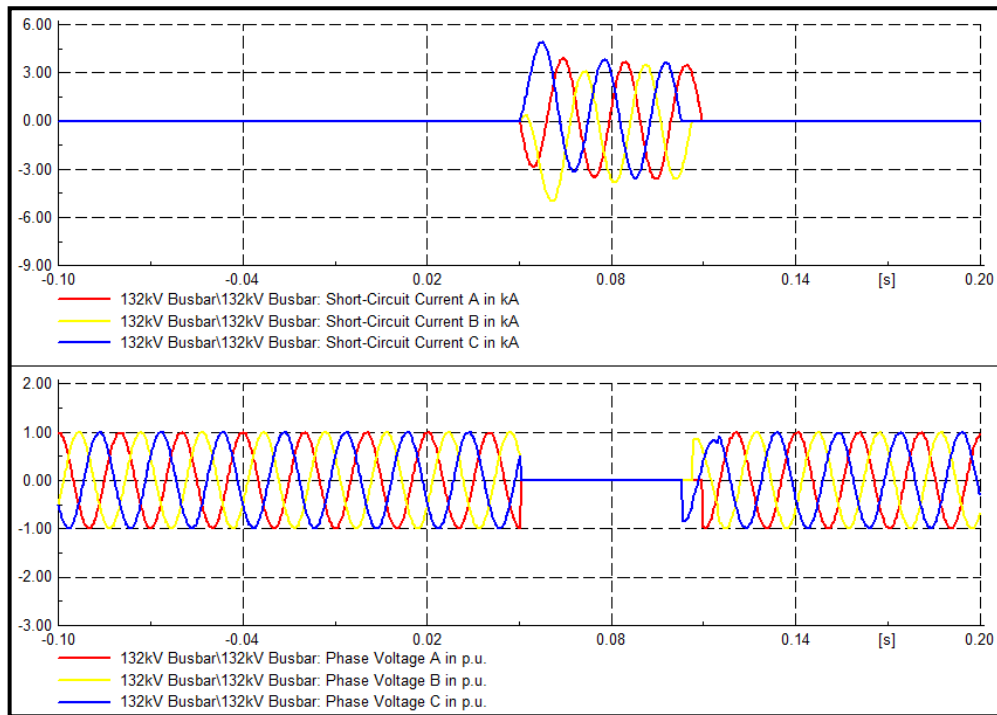 6.00
3.00
0.00
-3.00
-6.00
-9.00
-0.10 -0.04 0.02 0.08 0.14 [s] 0.20
132kV Busbar\132kV Busbar: Short-Circuit Current A in kA
132kV Busbar\132kV Busbar: Short-Circuit Current B in kA
132kV Busbar\132kV Busbar: Short-Circuit Current C in kA
2.00
1.00
0.00
-1.00
-2.00
-3.00
-0.10 -0.04 0.02 0.08 0.14 [s] 0.20
132kV Busbar\132kV Busbar: Phase Voltage A in p.u.
132kV Busbar\132kV Busbar: Phase Voltage B in p.u.
132kV Busbar\132kV Busbar: Phase Voltage C in p.u.